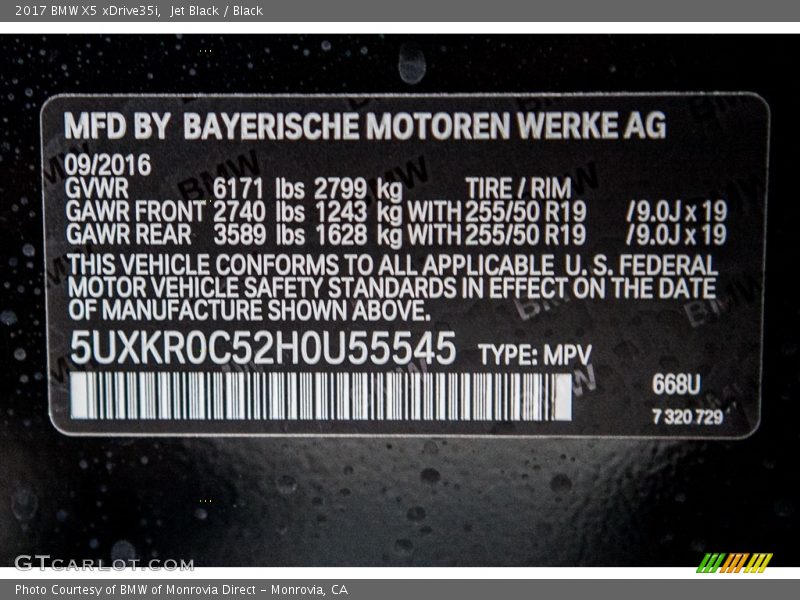 2017 BMW X5 xDrive35i, Jet Black / Black
MFD BY BAYERISCHE MOTOREN WERKE AG
09/2016
GVWR 6171 lbs 2799 kg TIRE / RIM
GAWR FRONT 2740 lbs 1243 kg WITH 255/50 R19 /9.0J x 19
GAWR REAR 3589 lbs 1628 kg WITH 255/50 R19 /9.0J x 19
THIS VEHICLE CONFORMS TO ALL APPLICABLE U. S. FEDERAL
MOTOR VEHICLE SAFETY STANDARDS IN EFFECT ON THE DATE
OF MANUFACTURE SHOWN ABOVE.
5UXKR0C52H0U55545 TYPE: MPV
668U
7 320 729
GTCARLOT.COM
Photo Courtesy of BMW of Monrovia Direct - Monrovia, CA